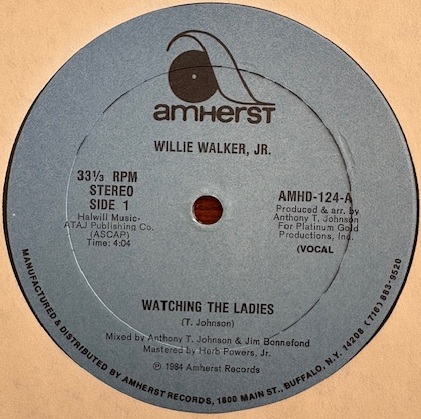 amherst
WILLIE WALKER, JR.
33⅓ RPM
STEREO
SIDE 1
Halwill Music-
ATAJ Publishing Co.
(ASCAP)
Time: 4:04
AMHD-124-A
Produced & arr. by
Anthony T. Johnson
For Platinum Gold
Productions, Inc.
(VOCAL
WATCHING THE LADIES
(T. Johnson)
Mixed by Anthony T. Johnson & Jim Bonnefond
Mastered by Herb Powers, Jr.
℗ 1984 Amherst Records
MANUFACTURED & DISTRIBUTED BY AMHERST RECORDS, 1800 MAIN ST., BUFFALO, N.Y. 14208 (716) 883-9520